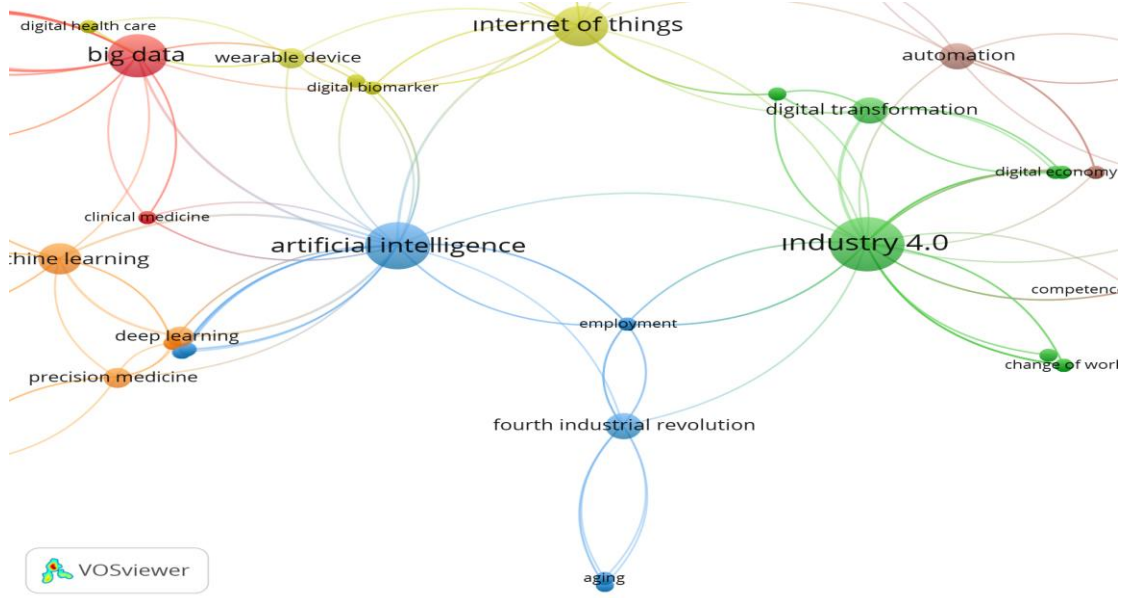 digital health care
big data
wearable device
digital biomarker
internet of things
automation
digital transformation
digital economy
clinical medicine
artificial intelligence
industry 4.0
chine learning
competenc
deep learning
employment
precision medicine
change of worl
fourth industrial revolution
aging
VOSviewer